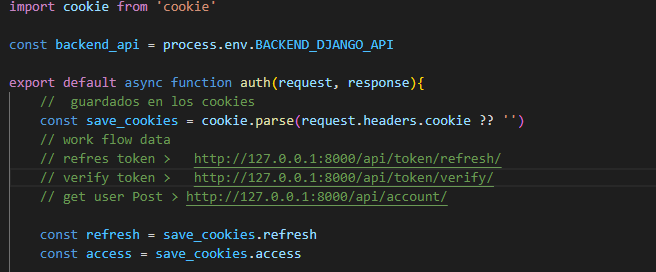 import cookie from 'cookie'
const backend_api = process.env.BACKEND_DJANGO_API
export default async function auth(request, response){
//  guardados en los cookies
const save_cookies = cookie.parse(request.headers.cookie ?? '')
// work flow data
// refres token >   http://127.0.0.1:8000/api/token/refresh/
// verify token >   http://127.0.0.1:8000/api/token/verify/
// get user Post > http://127.0.0.1:8000/api/account/
const refresh = save_cookies.refresh
const access = save_cookies.access